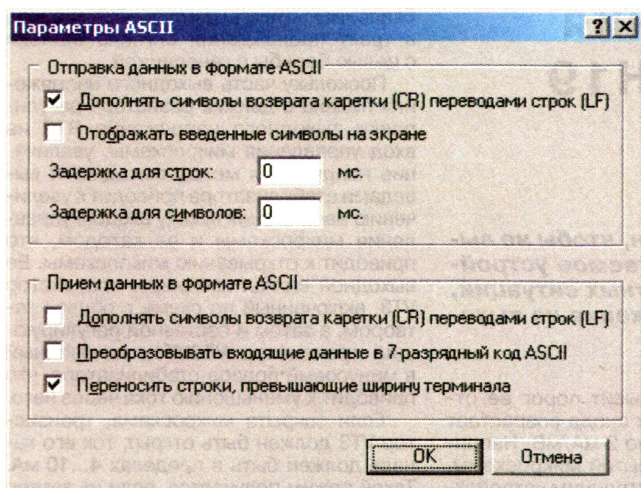 Параметры ASCII
Отправка данных в формате ASCII
Дополнять символы возврата каретки (CR) переводами строк (LF)
Отображать введенные символы на экране
Задержка для строк: 0 мс.
Задержка для символов: 0 мс.
Прием данных в формате ASCII
Дополнять символы возврата каретки (CR) переводами строк (LF)
Преобразовывать входящие данные в 7-разрядный код ASCII
Переносить строки, превышающие ширину терминала
OK Отмена